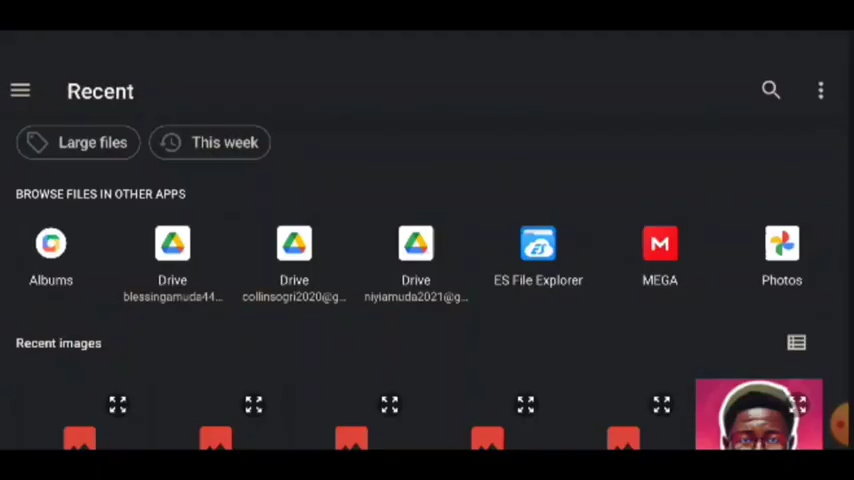 Recent
Large files
This week
BROWSE FILES IN OTHER APPS
Albums
Drive
blessingamuda44...
Drive
collinsogri2020@g...
Drive
niyiamuda2021@g...
ES File Explorer
MEGA
Photos
Recent images